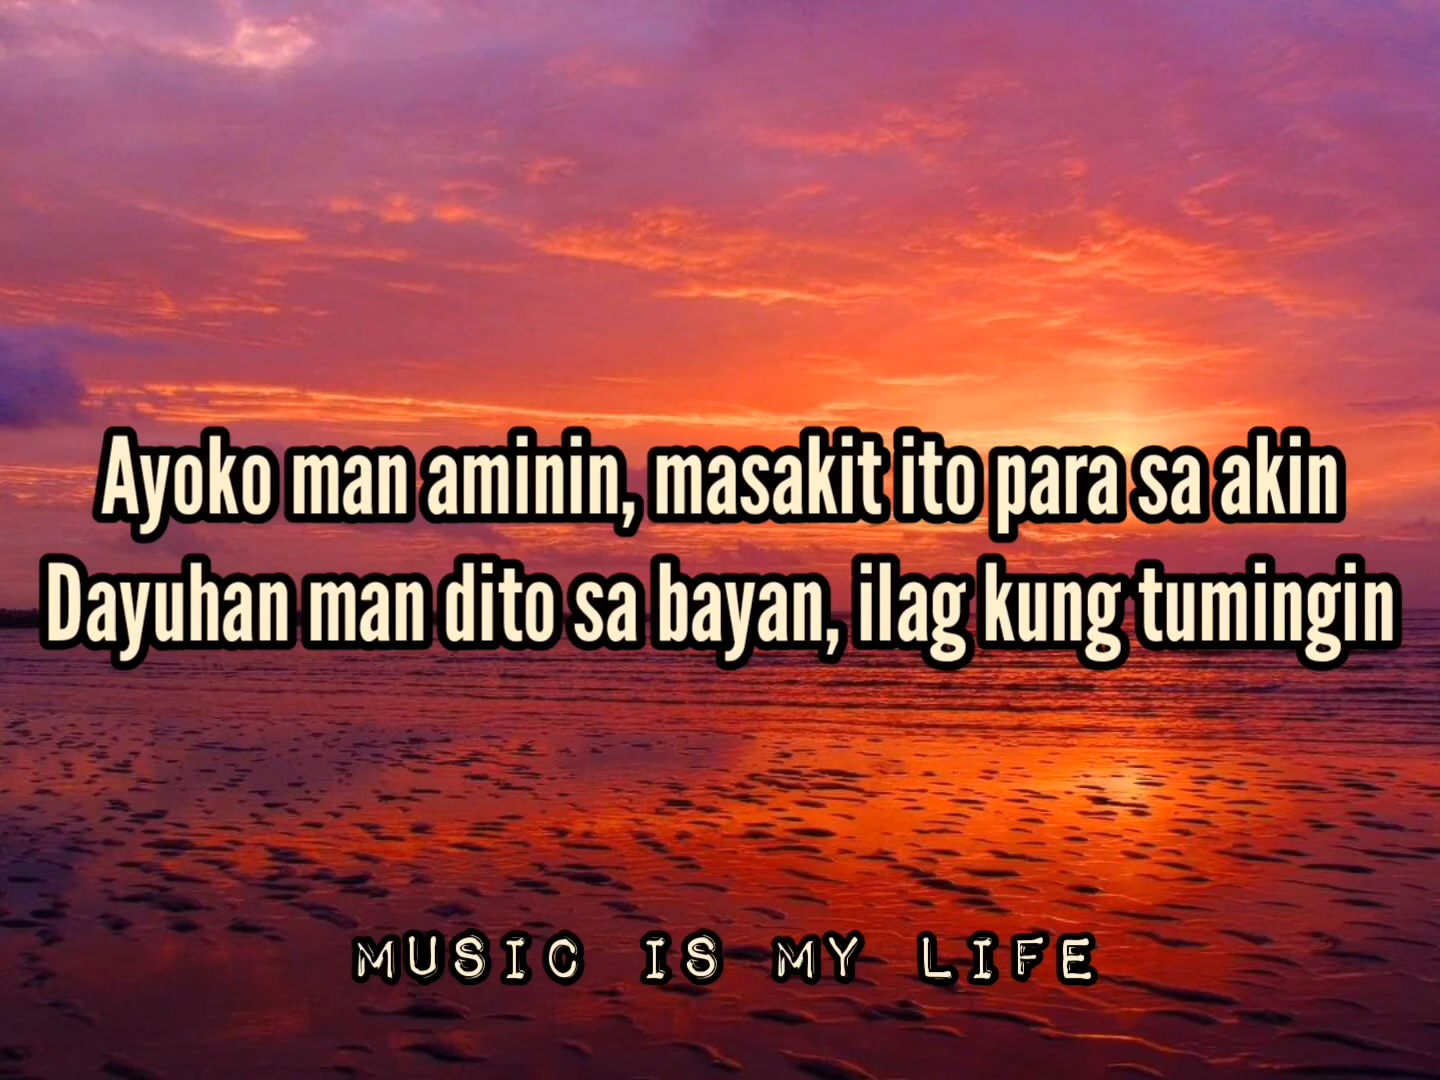 Ayoko man aminin, masakit ito para sa akin
Dayuhan man dito sa bayan, ilag kung tumingin
MUSIC IS MY LIFE